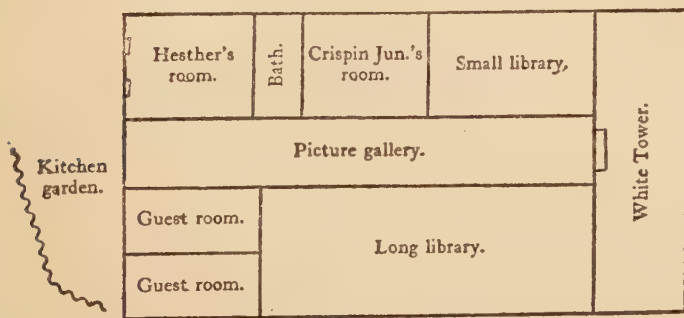 Hesther's
room.
Bath.
Crispin Jun.'s
room.
Small library,
Kitchen
garden.
Picture gallery.
White Tower.
Guest room.
Long library.
Guest room.